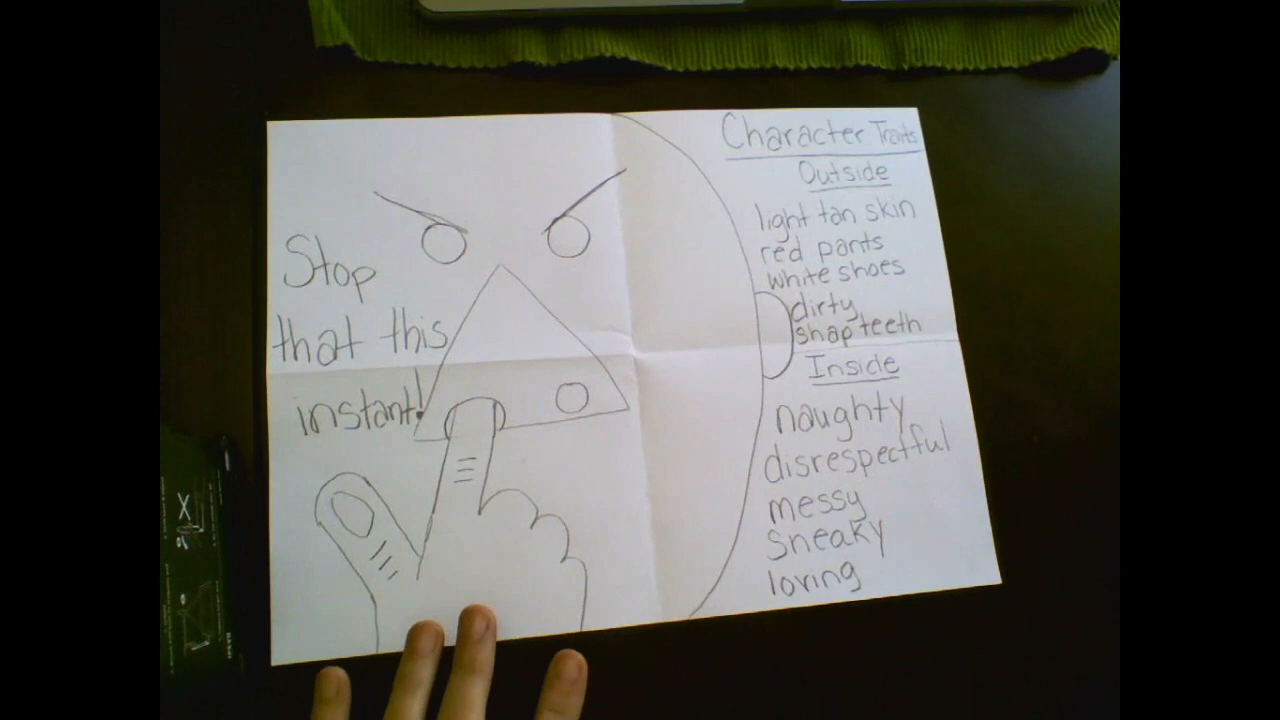 Stop
that this
instant!
Character Traits
Outside
light tan skin
red pants
white shoes
dirty
shap teeth
Inside
naughty
disrespectful
messy
Sneaky
loving